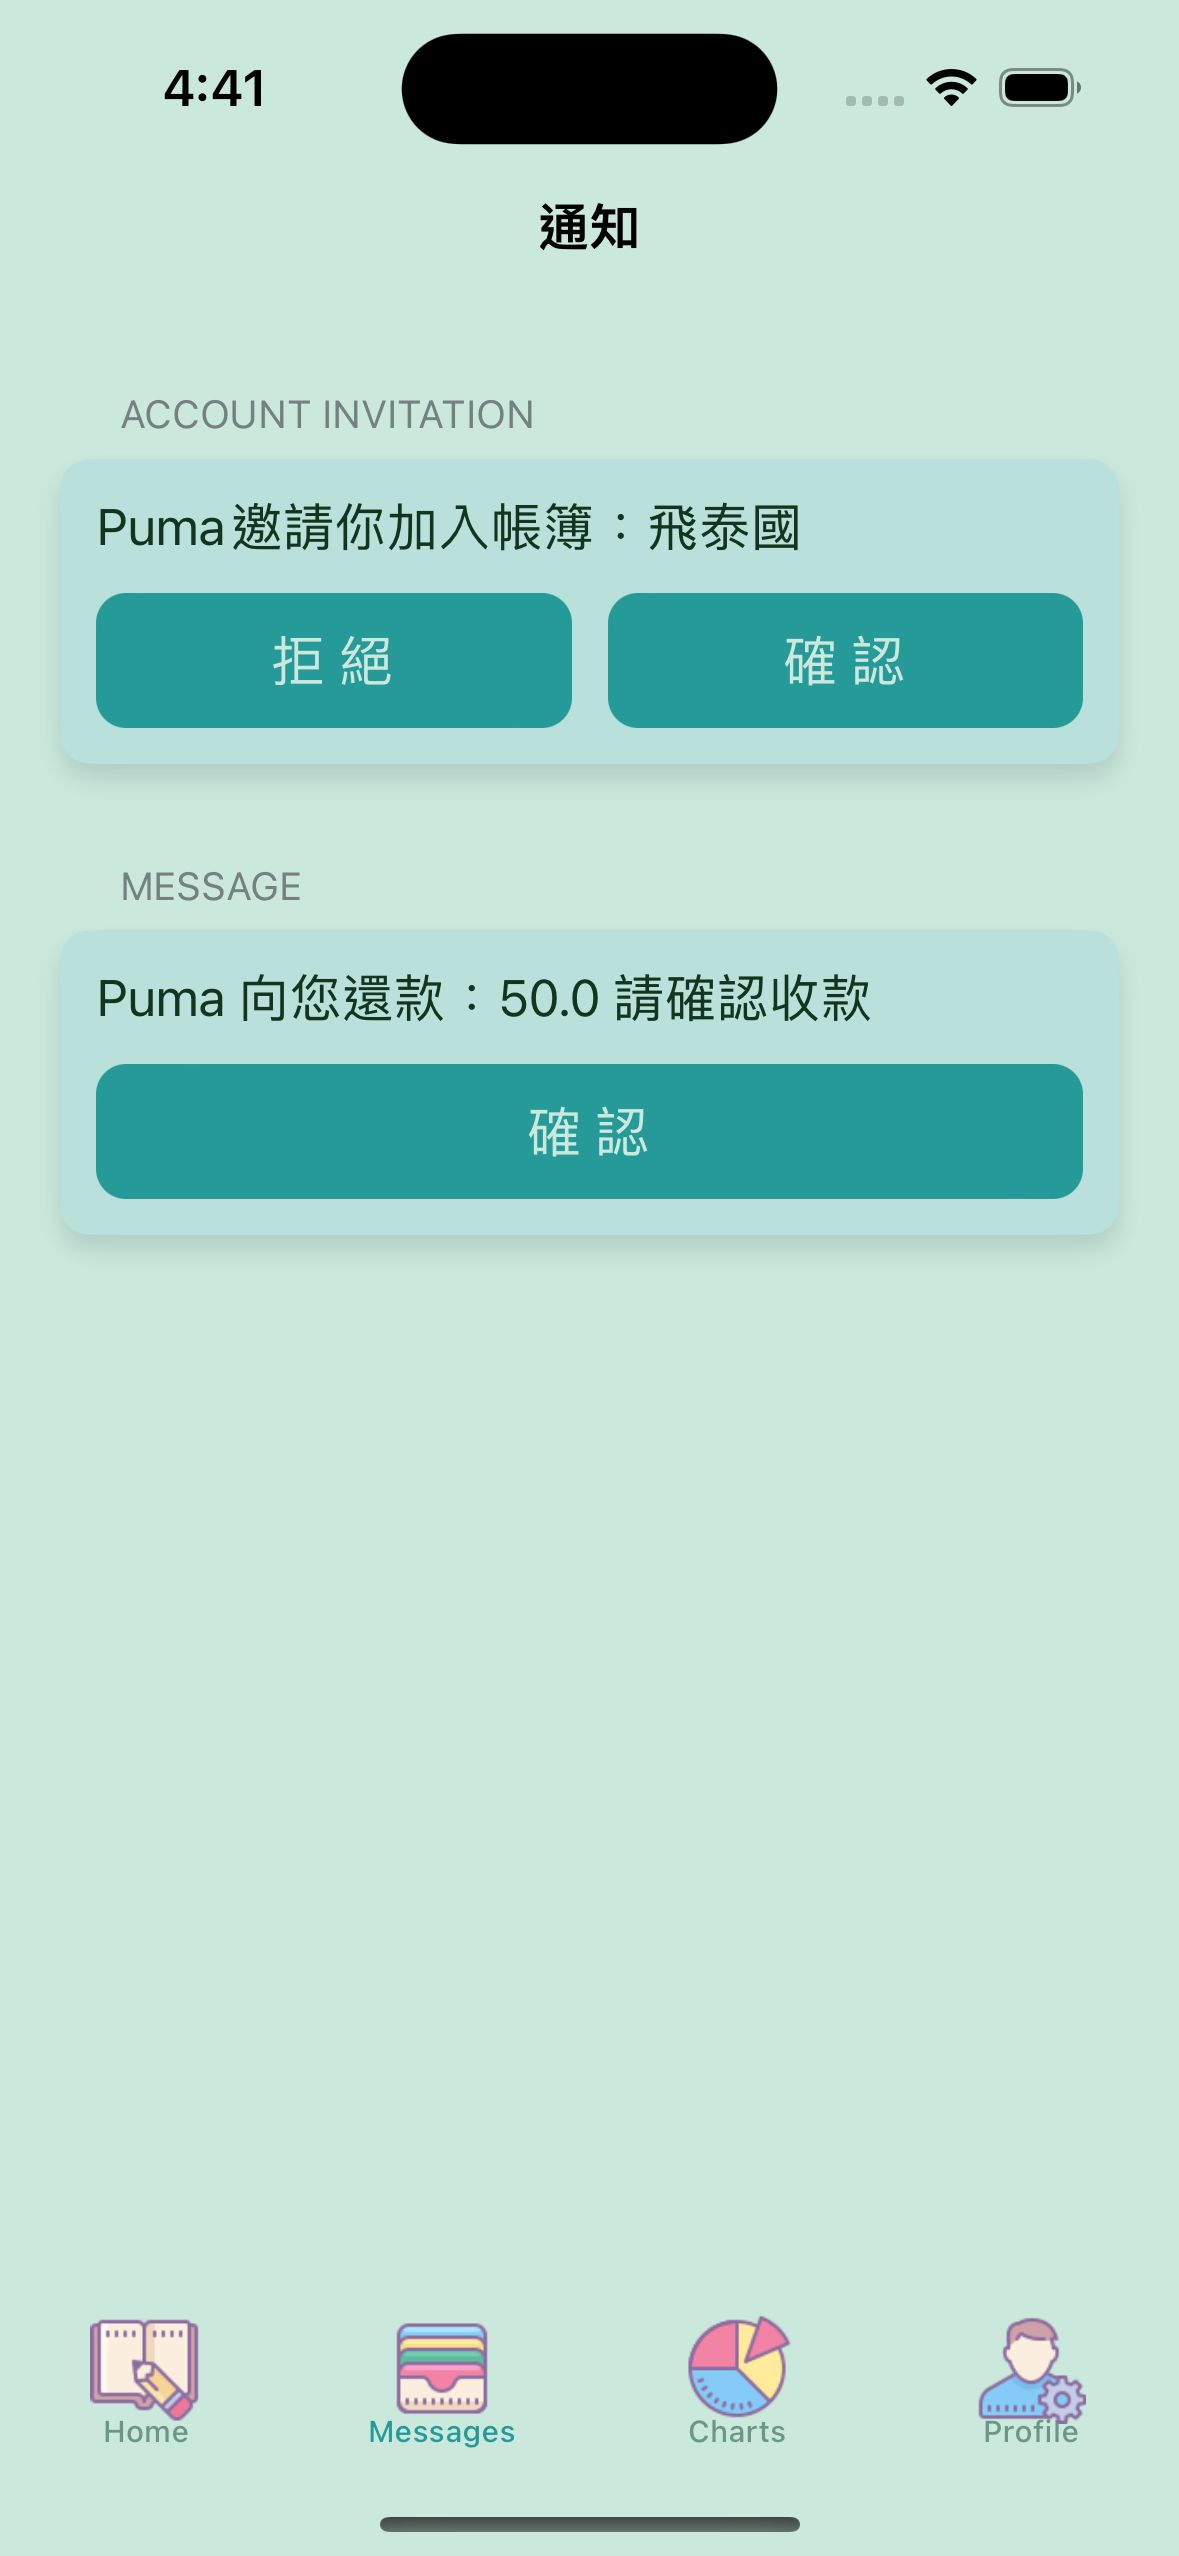 4:41
通知
ACCOUNT INVITATION
Puma邀請你加入帳簿：飛泰國
拒 絕
確 認
MESSAGE
Puma 向您還款：50.0 請確認收款
確 認
Home
Messages
Charts
Profile